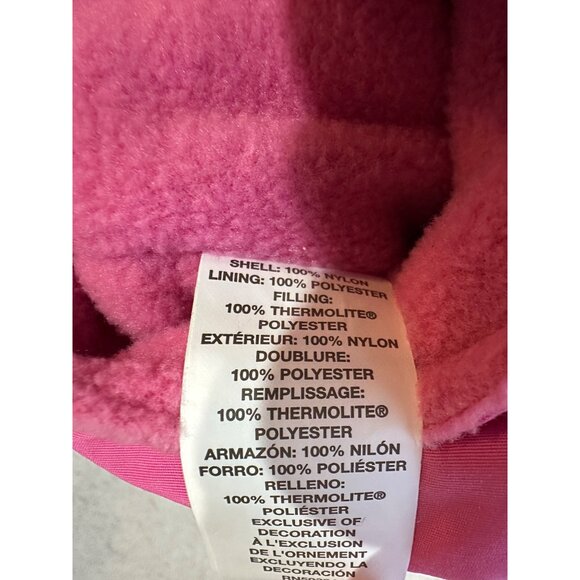 SHELL: 100% NYLON
LINING: 100% POLYESTER
FILLING:
100% THERMOLITE®
POLYESTER
EXTÉRIEUR: 100% NYLON
DOUBLURE:
100% POLYESTER
REMPLISSAGE:
100% THERMOLITE®
POLYESTER
ARMAZÓN: 100% NILÓN
FORRO: 100% POLIÉSTER
RELLENO:
100% THERMOLITE®
POLIÉSTER
EXCLUSIVE OF
DECORATION
À L'EXCLUSION
DE L'ORNEMENT
EXCLUYENDO LA
DECORACIÓN